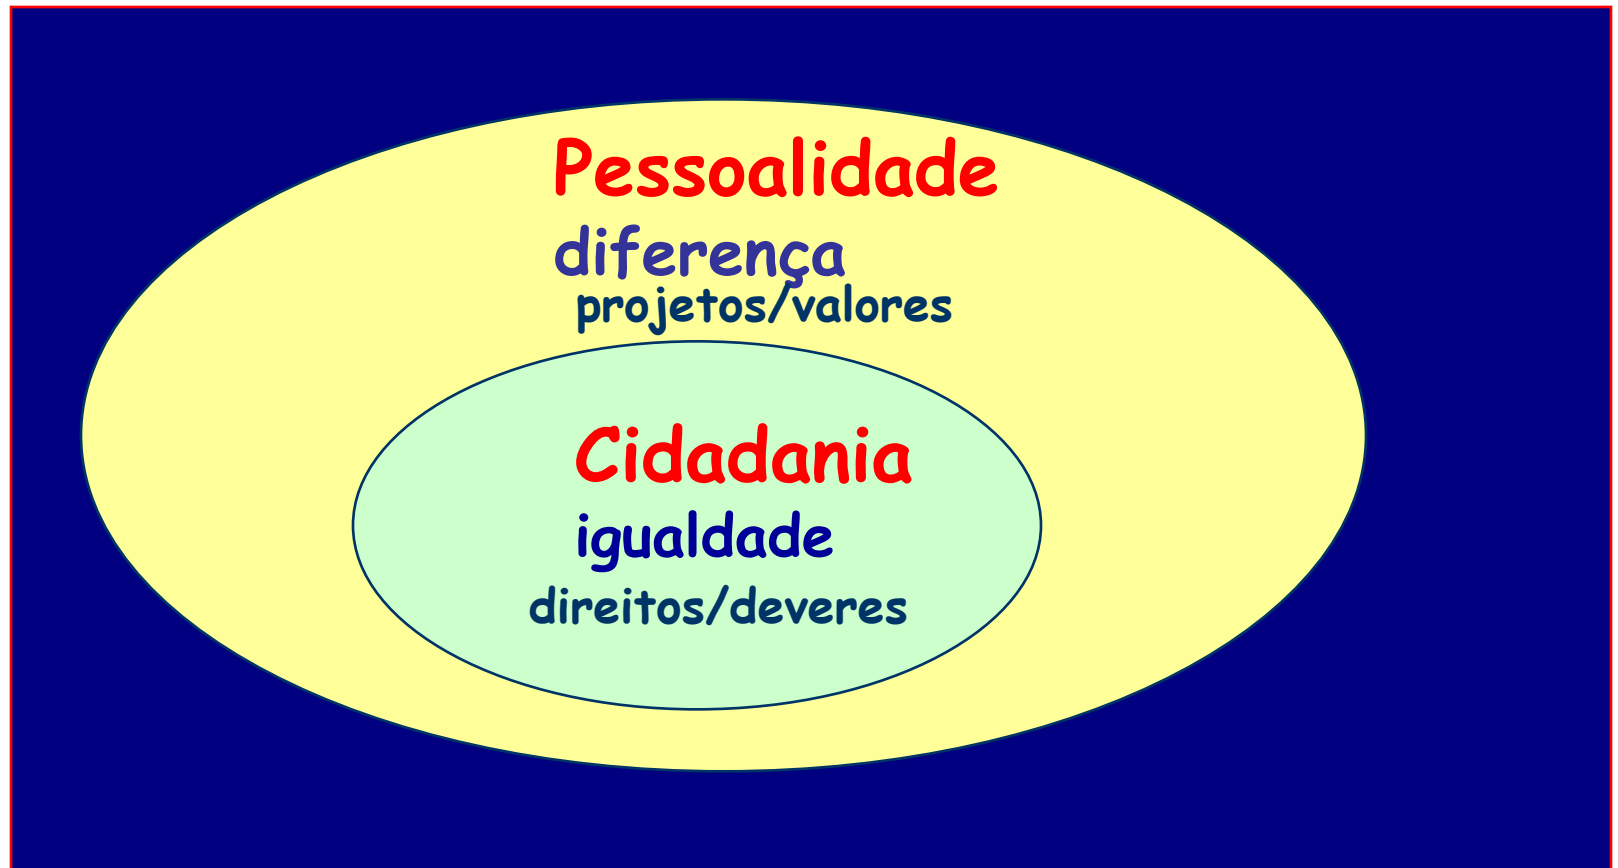 Pessoalidade
diferença
projetos/valores
Cidadania
igualdade
direitos/deveres